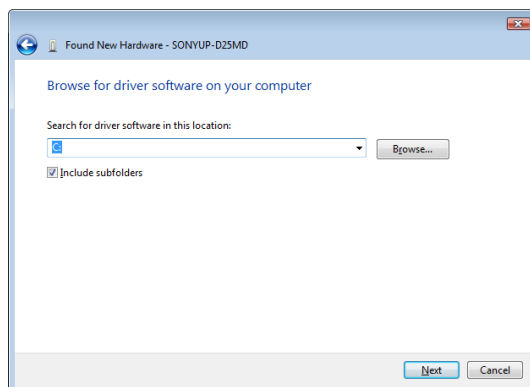 Found New Hardware - SONYUP-D25MD
Browse for driver software on your computer
Search for driver software in this location:
C:
Browse...
Include subfolders
Next
Cancel